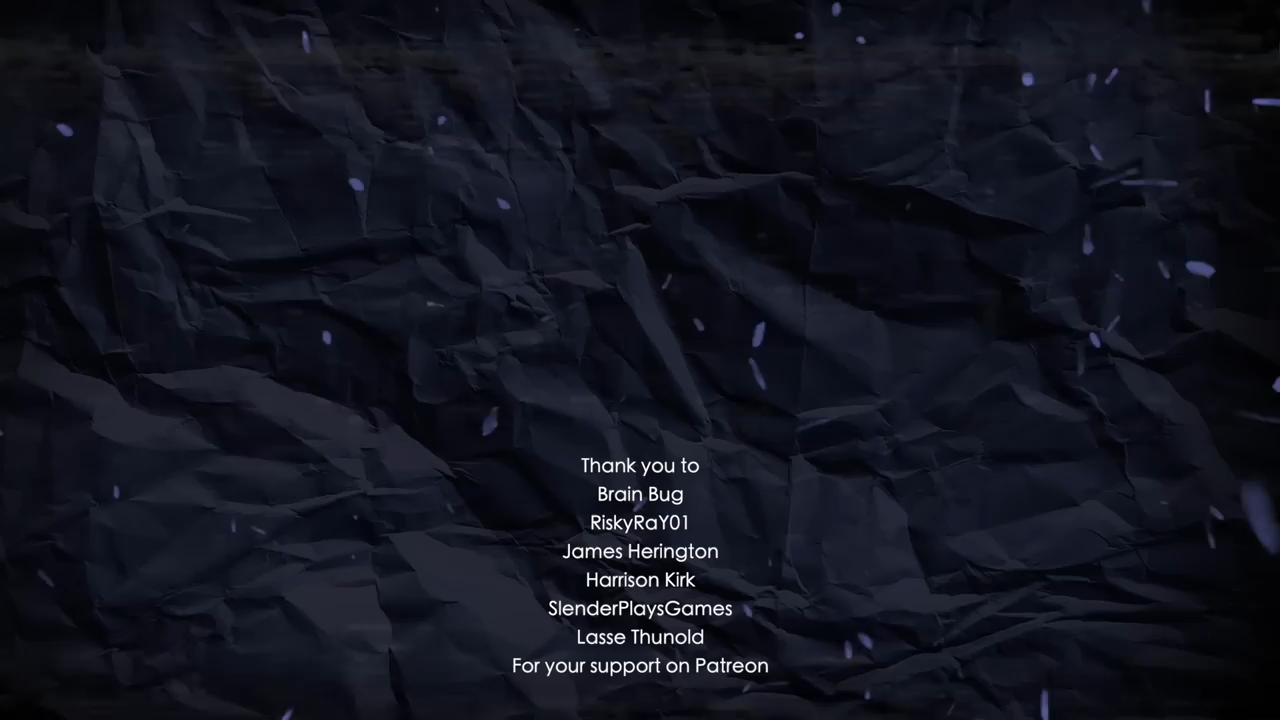 Thank you to
Brain Bug
RiskyRaY01
James Herington
Harrison Kirk
SlenderPlaysGames
Lasse Thunold
For your support on Patreon